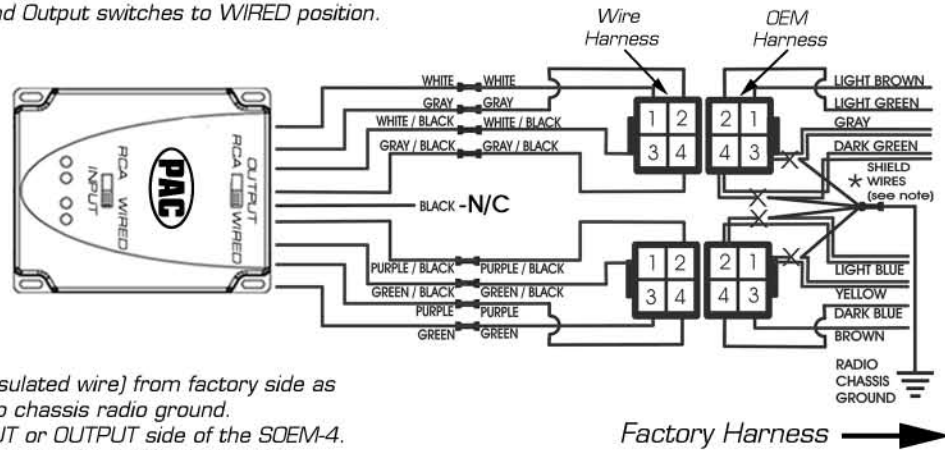 nd Output switches to WIRED position.
Wire
Harness
OEM
Harness
WHITE WHITE
GRAY GRAY
WHITE / BLACK WHITE / BLACK
GRAY / BLACK GRAY / BLACK
BLACK -N/C
PURPLE / BLACK PURPLE / BLACK
GREEN / BLACK GREEN / BLACK
PURPLE PURPLE
GREEN GREEN
OUTPUT
RCA WIRED
PAC
RCA WIRED
INPUT
1 2
3 4
2 1
4 3
1 2
3 4
2 1
4 3
LIGHT BROWN
LIGHT GREEN
GRAY
DARK GREEN
SHIELD
* WIRES
(see note)
LIGHT BLUE
YELLOW
DARK BLUE
BROWN
RADIO
CHASSIS
GROUND
sulated wire) from factory side as
o chassis radio ground.
UT or OUTPUT side of the SOEM-4.
Factory Harness